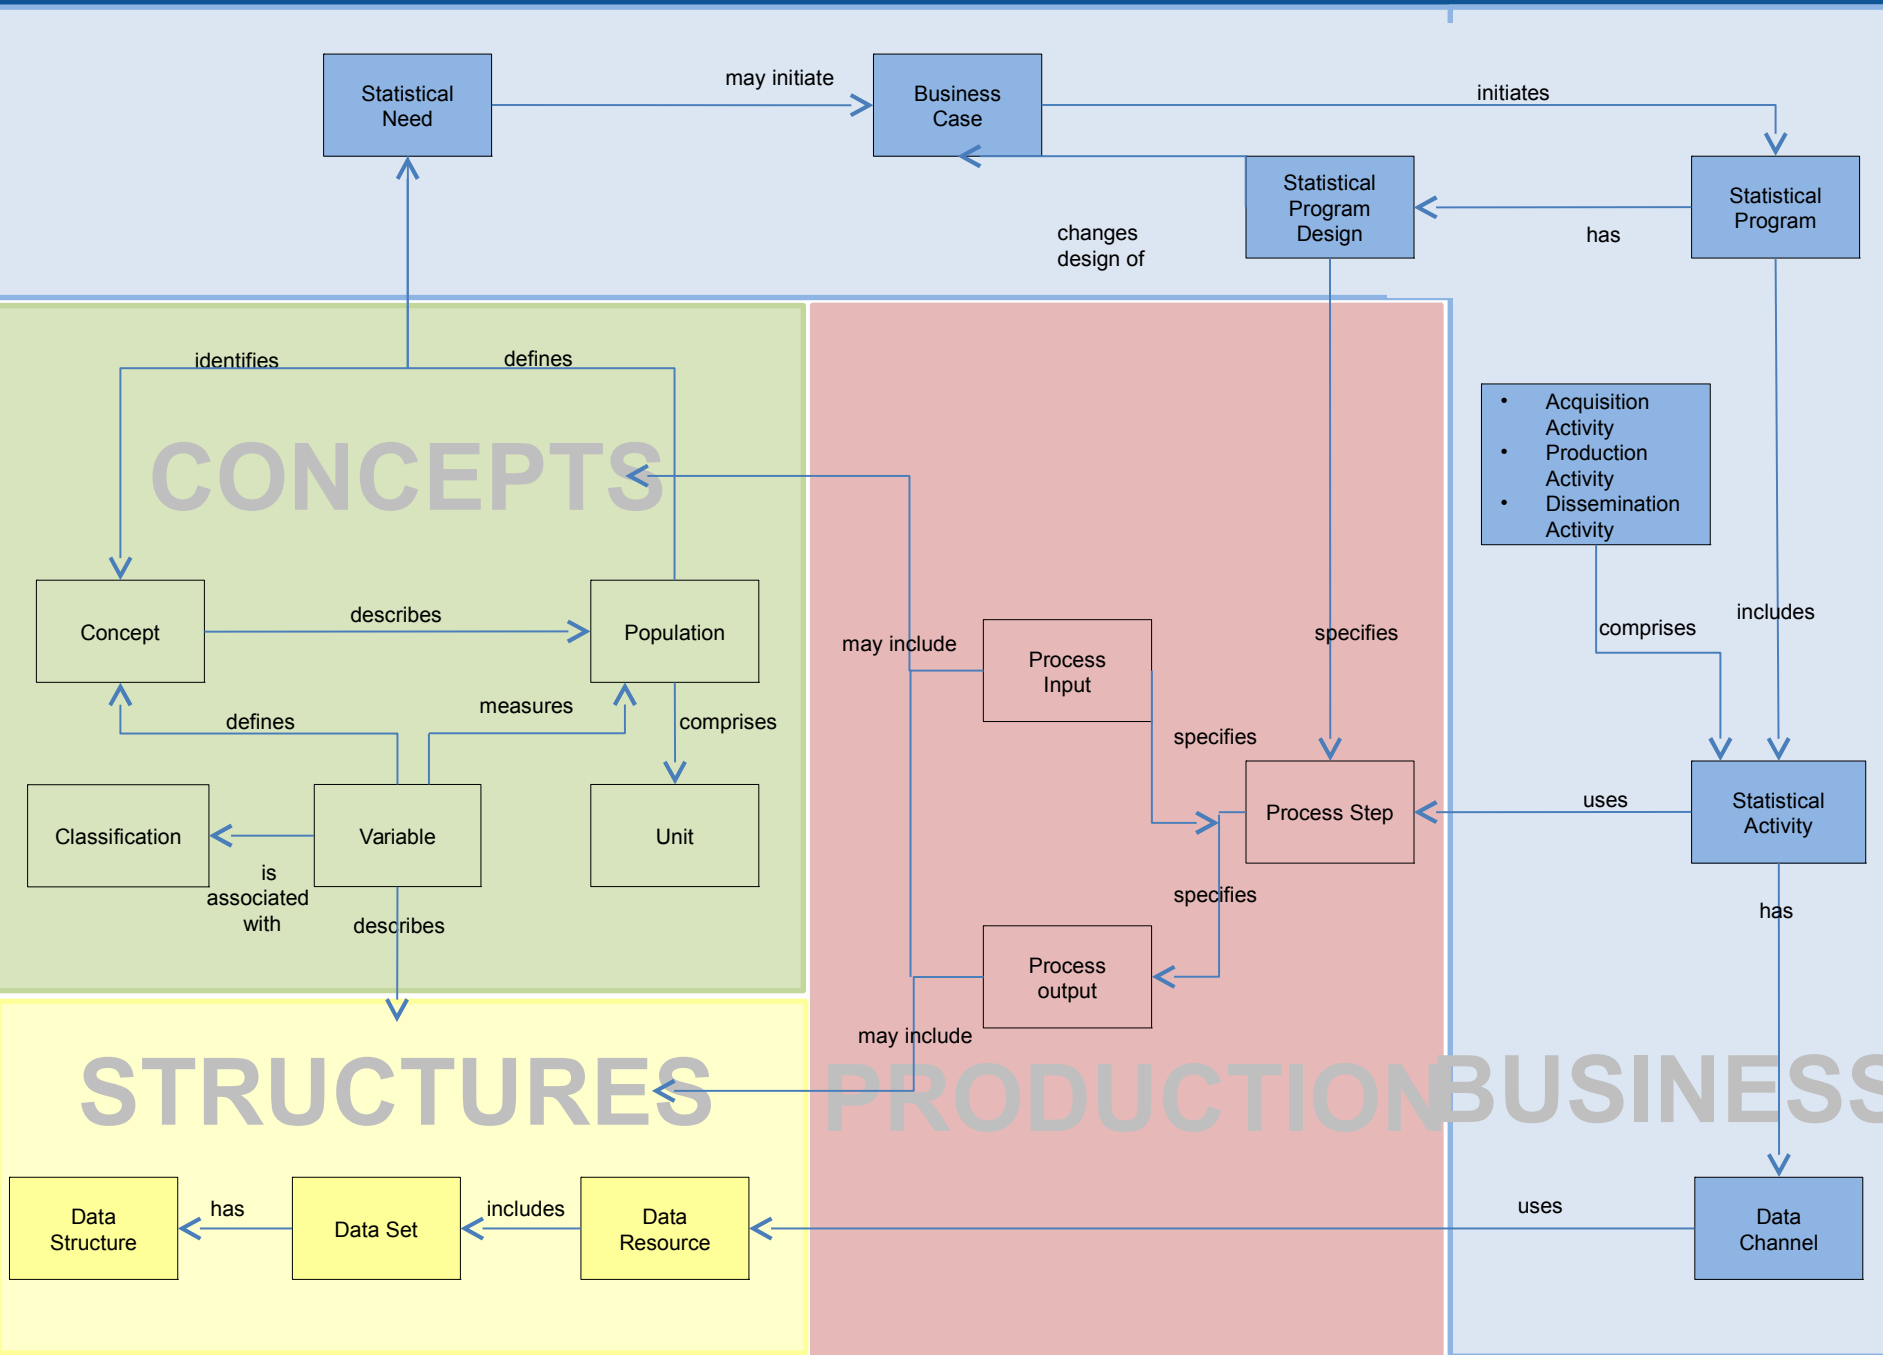 Statistical
Need
may initiate
Business
Case
initiates
Statistical
Program
Design
Statistical
Program
changes
design of
has
identifies
defines
Acquisition
Activity
Production
Activity
Dissemination
Activity
CONCEPTS
Concept
describes
Population
may include
Process
Input
specifies
comprises
includes
defines
measures
comprises
specifies
Classification
Variable
Unit
Process Step
uses
Statistical
Activity
is
associated
with
describes
specifies
has
Process
output
may include
STRUCTURES
PRODUCTION
BUSINESS
Data
Structure
has
Data Set
includes
Data
Resource
uses
Data
Channel